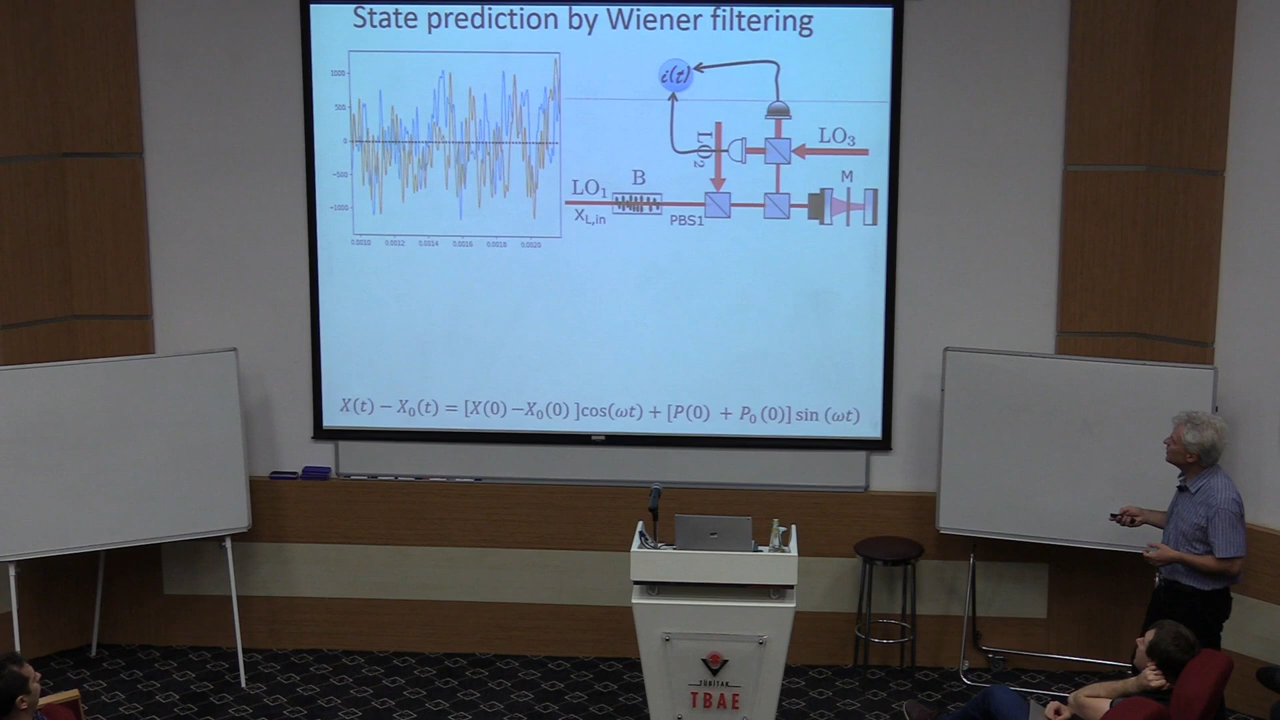 State prediction by Wiener filtering
1000
500
0
−500
−1000
0.0010 0.0012 0.0014 0.0016 0.0018 0.0020
i(t)
LO₂
LO₃
LO₁
B
M
X_L,in
PBS1
X(t) − X₀(t) = [X(0) −X₀(0) ]cos(ωt) + [P(0) + P₀ (0)] sin (ωt)
TÜBİTAK
TBAE